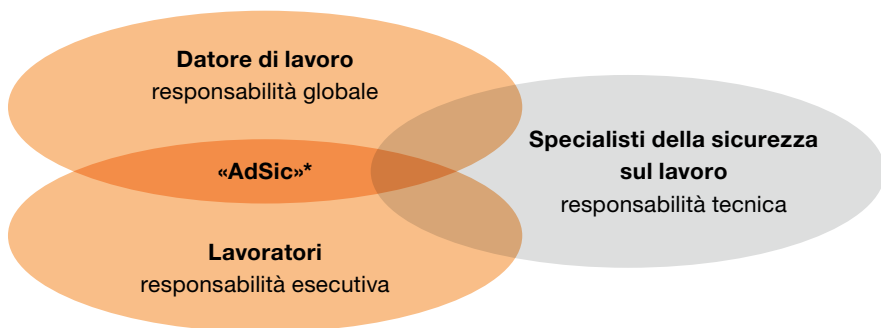 Datore di lavoro
responsabilità globale
«AdSic»*
Specialisti della sicurezza
sul lavoro
responsabilità tecnica
Lavoratori
responsabilità esecutiva